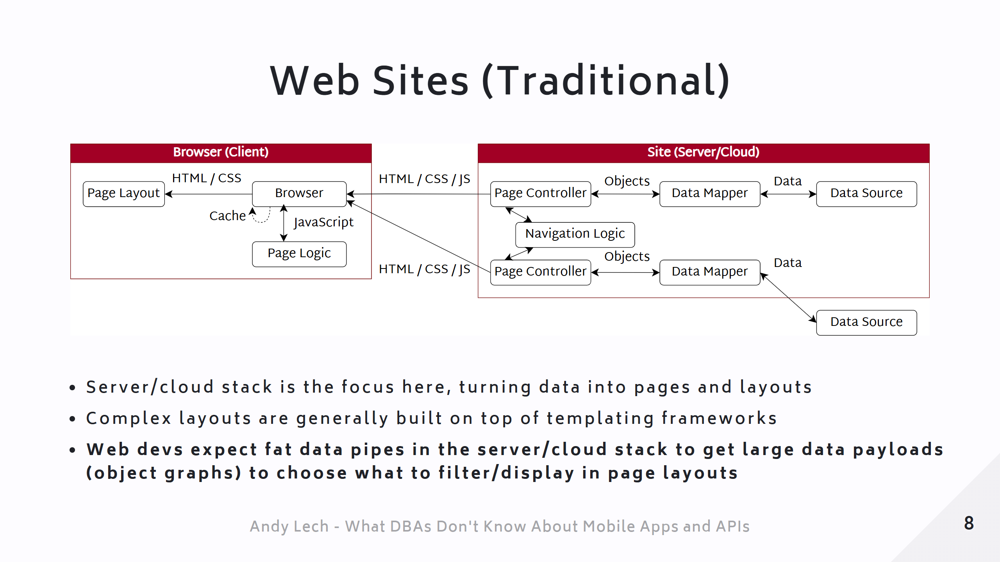 Web Sites (Traditional)
Browser (Client)
Site (Server/Cloud)
HTML / CSS
HTML / CSS / JS
Objects
Data
Page Layout
Browser
Page Controller
Data Mapper
Data Source
Cache
JavaScript
Navigation Logic
Page Logic
HTML / CSS / JS
Objects
Data
Page Controller
Data Mapper
Data Source
• Server/cloud stack is the focus here, turning data into pages and layouts
• Complex layouts are generally built on top of templating frameworks
• Web devs expect fat data pipes in the server/cloud stack to get large data payloads
(object graphs) to choose what to filter/display in page layouts
Andy Lech - What DBAs Don't Know About Mobile Apps and APIs
8